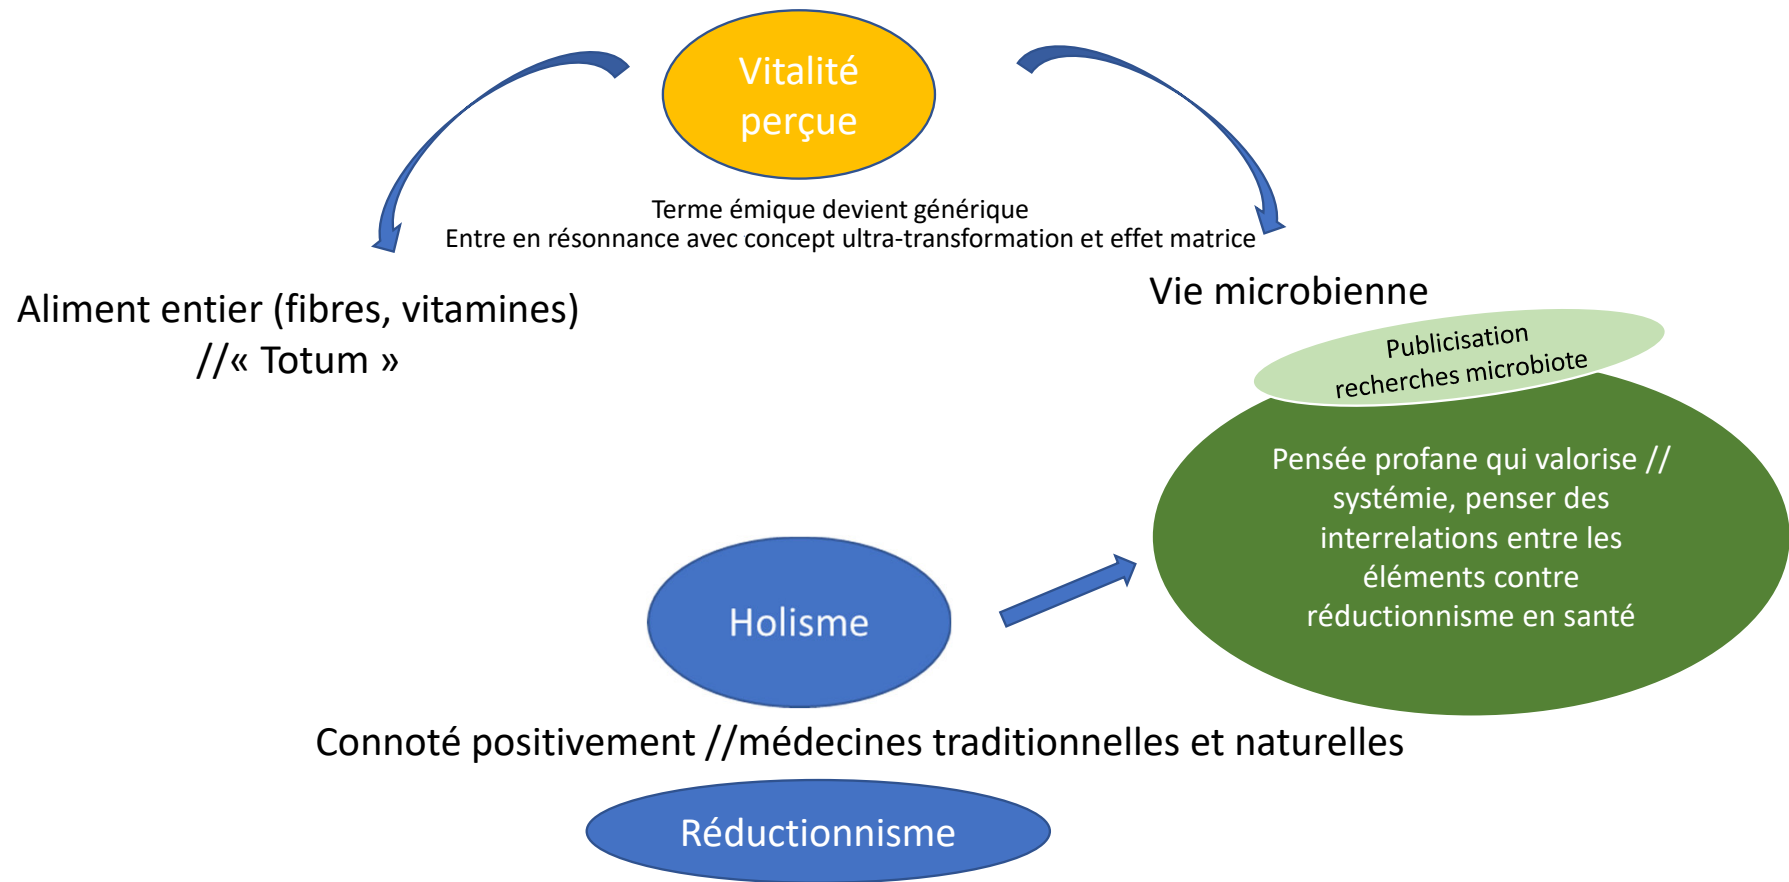 Vitalité
perçue
Terme émique devient générique
Entre en résonnance avec concept ultra-transformation et effet matrice
Aliment entier (fibres, vitamines)
//« Totum »
Vie microbienne
Publicisation
recherches microbiote
Pensée profane qui valorise //
systémie, penser des
interrelations entre les
éléments contre
réductionnisme en santé
Holisme
Connoté positivement //médecines traditionnelles et naturelles
Réductionnisme